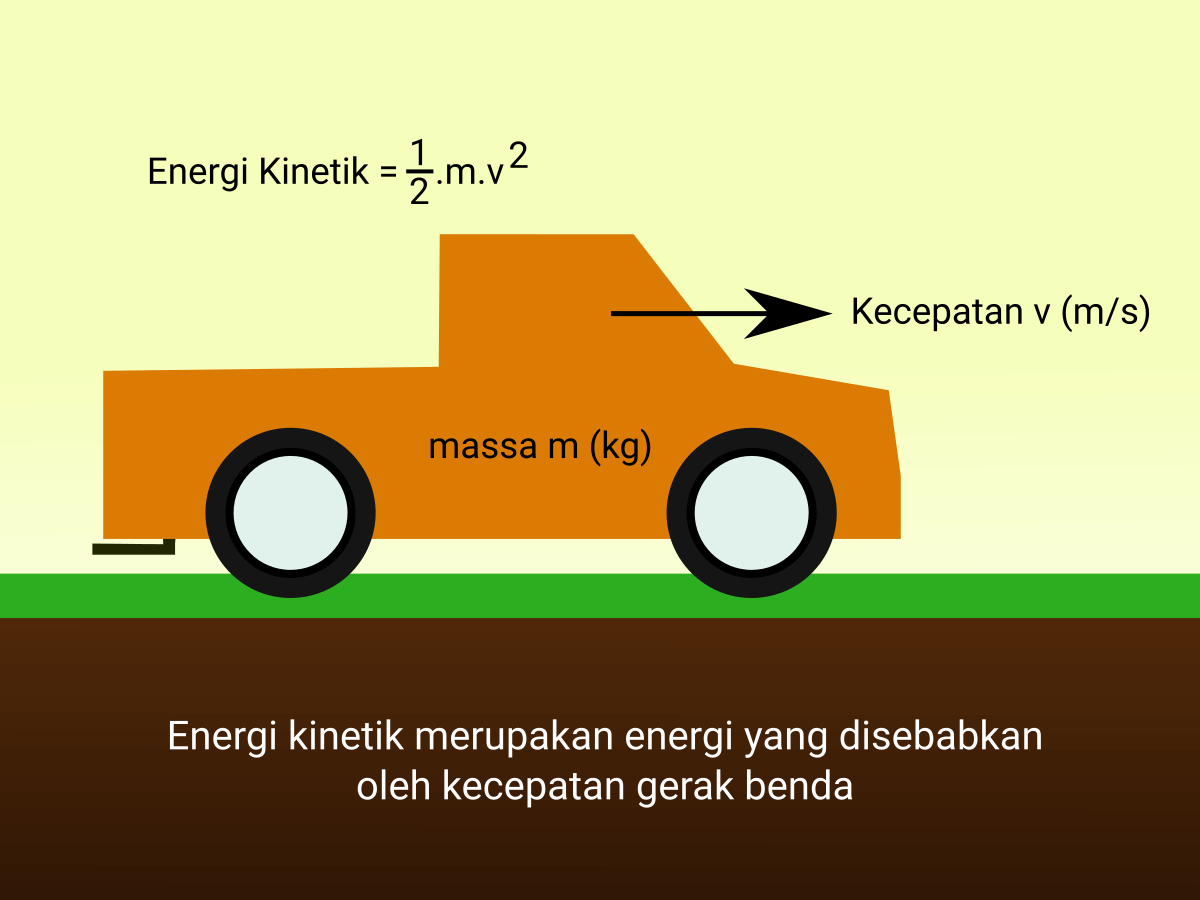 Energi Kinetik = 1/2 .m.v²
Kecepatan v (m/s)
massa m (kg)
Energi kinetik merupakan energi yang disebabkan
oleh kecepatan gerak benda